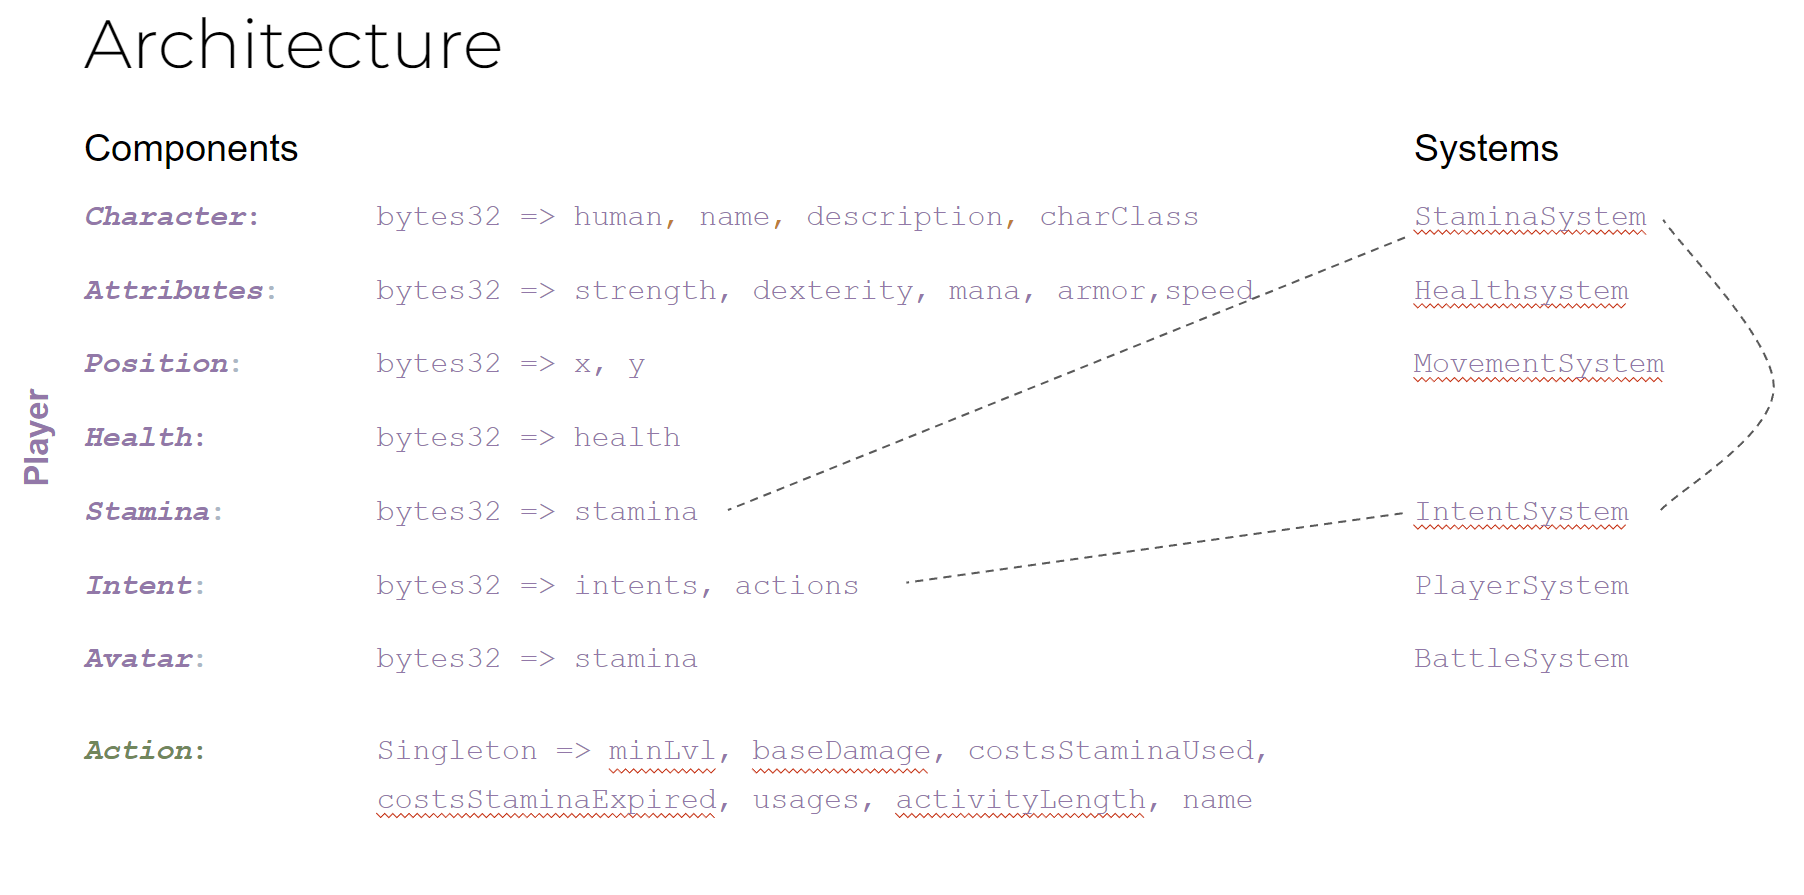 Architecture
Components
Systems
Player
Character: bytes32 => human, name, description, charClass
StaminaSystem
Attributes: bytes32 => strength, dexterity, mana, armor,speed
Healthsystem
Position: bytes32 => x, y
MovementSystem
Health: bytes32 => health
Stamina: bytes32 => stamina
IntentSystem
Intent: bytes32 => intents, actions
PlayerSystem
Avatar: bytes32 => stamina
BattleSystem
Action: Singleton => minLvl, baseDamage, costsStaminaUsed,
costsStaminaExpired, usages, activityLength, name